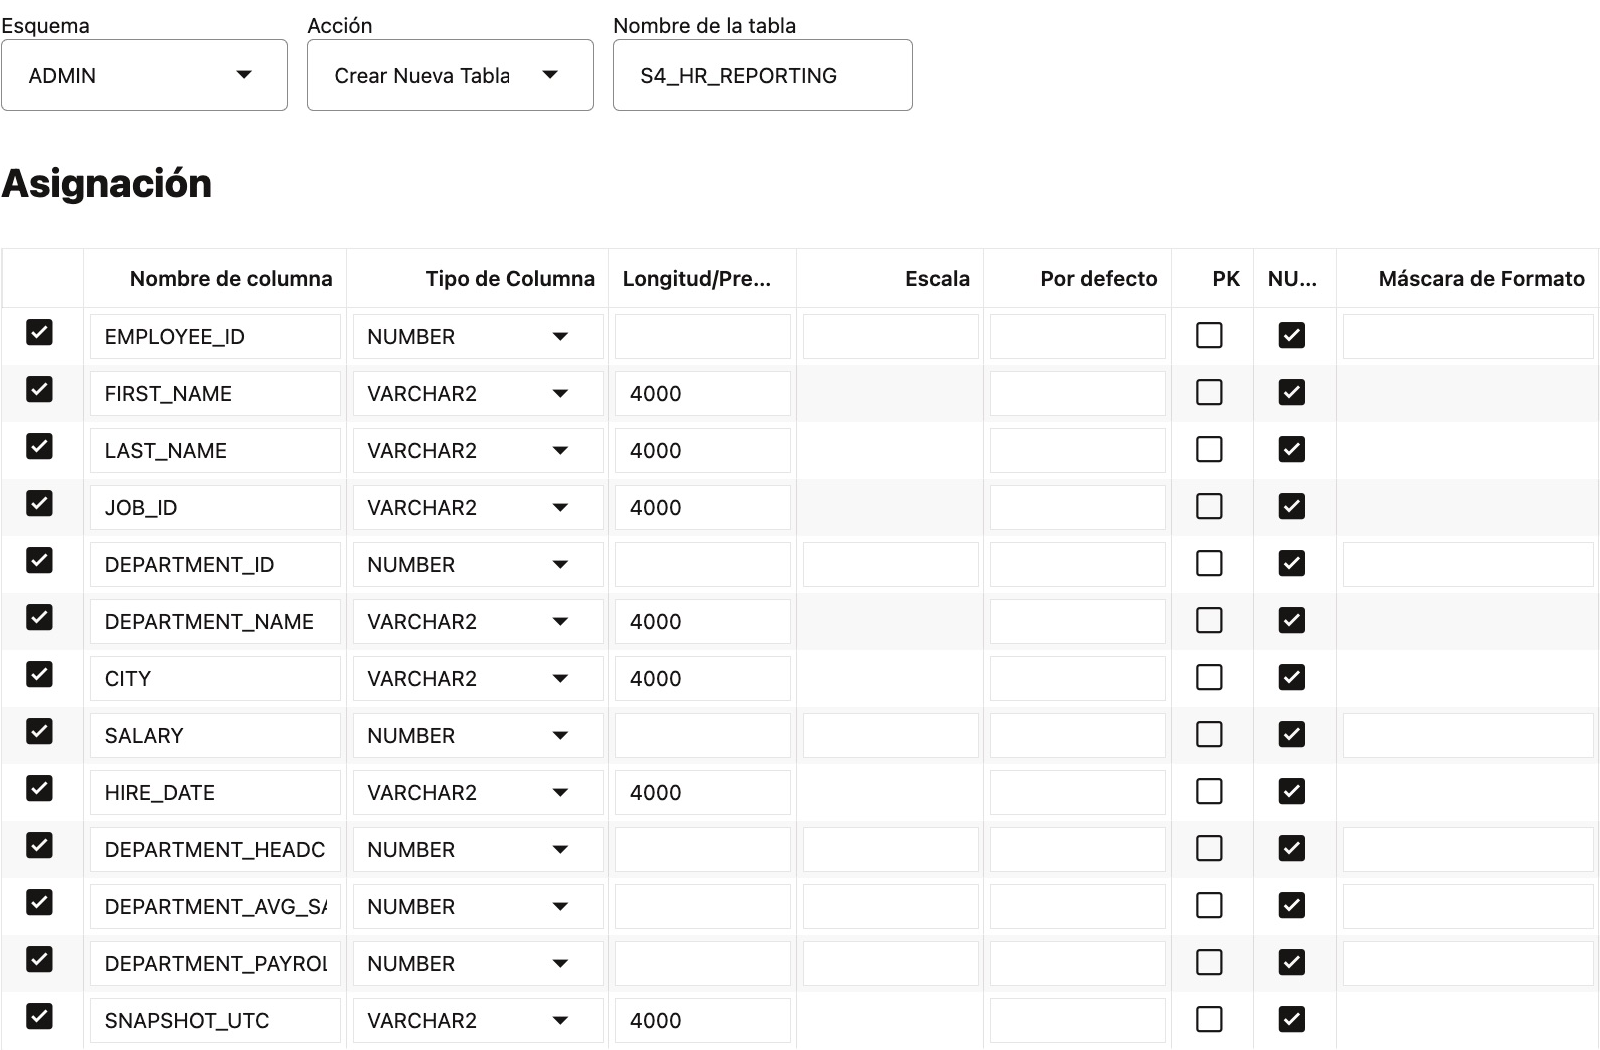 Esquema Acción Nombre de la tabla
ADMIN Crear Nueva Tabla S4_HR_REPORTING
Asignación
Nombre de columna Tipo de Columna Longitud/Pre... Escala Por defecto PK NU... Máscara de Formato
EMPLOYEE_ID NUMBER
FIRST_NAME VARCHAR2 4000
LAST_NAME VARCHAR2 4000
JOB_ID VARCHAR2 4000
DEPARTMENT_ID NUMBER
DEPARTMENT_NAME VARCHAR2 4000
CITY VARCHAR2 4000
SALARY NUMBER
HIRE_DATE VARCHAR2 4000
DEPARTMENT_HEADC NUMBER
DEPARTMENT_AVG_SA NUMBER
DEPARTMENT_PAYROL NUMBER
SNAPSHOT_UTC VARCHAR2 4000